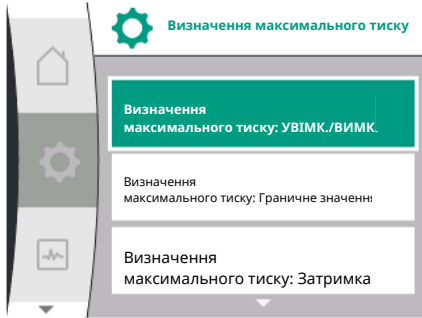 Визначення максимального тиску
Визначення
максимального тиску: УВІМК./ВИМК.
Визначення
максимального тиску: Граничне значення
Визначення
максимального тиску: Затримка